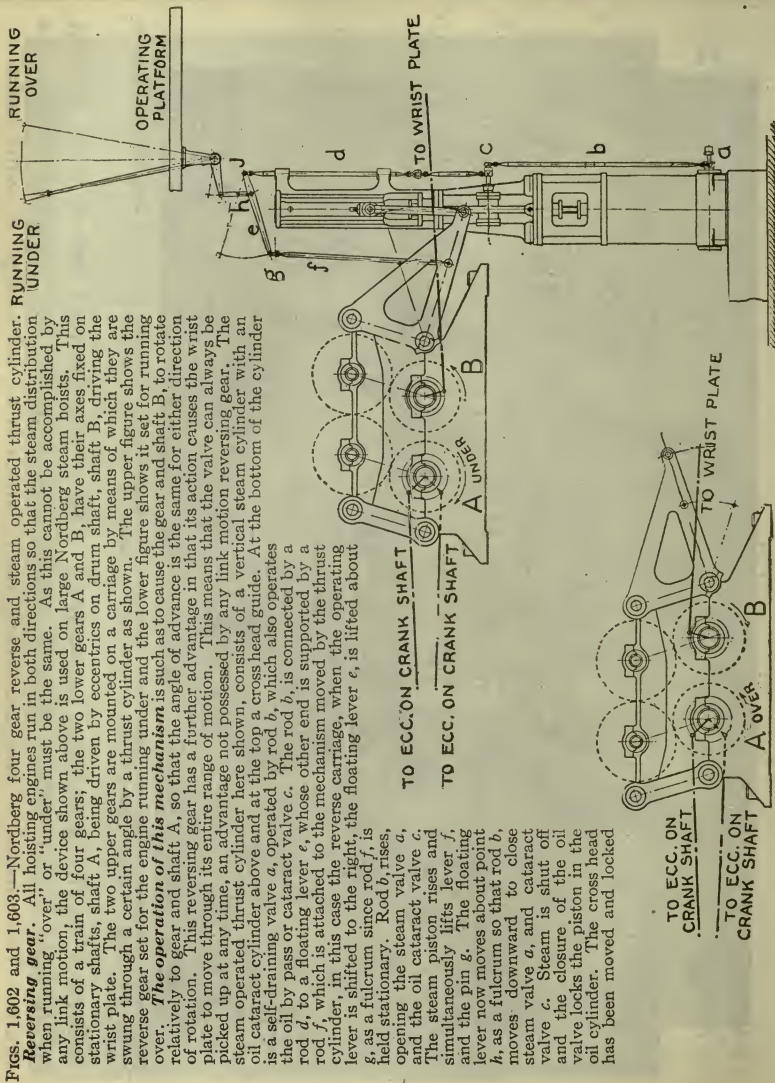 FIGS. 1,602 and 1,603.—Nordberg four gear reverse and steam operated thrust cylinder.
Reversing gear. All hoisting engines run in both directions so that the steam distribution
when running "over" or "under" must be the same. As this cannot be accomplished by
any link motion, the device shown above is used on large Nordberg steam hoists. This
consists of a train of four gears; the two lower gears A and B, have their axes fixed on
stationary shafts, shaft A, being driven by eccentrics on drum shaft, shaft B, driving the
wrist plate. The two upper gears are mounted on a carriage by means of which they are
swung through a certain angle by a thrust cylinder as shown. The upper figure shows the
reverse gear set for the engine running under and the lower figure shows it set for running
over. The operation of this mechanism is such as to cause the gear and shaft B, to rotate
relatively to gear and shaft A, so that the angle of advance is the same for either direction
of rotation. This reversing gear has a further advantage in that its action causes the wrist
plate to move through its entire range of motion. This means that the valve can always be
picked up at any time, an advantage not possessed by any link motion reversing gear. The
steam operated thrust cylinder here shown, consists of a vertical steam cylinder with an
oil cataract cylinder above and at the top a cross head guide. At the bottom of the cylinder
is a self-draining valve a, operated by rod b, which also operates
the oil by pass or cataract valve c. The rod b, is connected by a
rod d, to a floating lever e, whose other end is supported by a
rod f, which is attached to the mechanism moved by the thrust
cylinder, in this case the reverse carriage, when the operating
lever is shifted to the right, the floating lever e, is lifted about
g, as a fulcrum since rod f, is
held stationary. Rod b, rises,
opening the steam valve a,
and the oil cataract valve c.
The steam piston rises and
simultaneously lifts lever f,
and the pin g. The floating
lever now moves about point
h, as a fulcrum so that rod b,
moves downward to close
steam valve a, and cataract
valve c. Steam is shut off
and the closure of the oil
valve locks the piston in the
oil cylinder. The cross head
has been moved and locked
RUNNING
UNDER
RUNNING
OVER
OPERATING
PLATFORM
J
h
e
g
f
d
TO WRIST PLATE
c
b
a
A
UNDER
B
TO ECC. ON CRANK SHAFT
TO ECC. ON CRANK SHAFT
TO WRIST PLATE
A
OVER
B
TO ECC. ON
CRANK SHAFT
TO ECC. ON
CRANK SHAFT